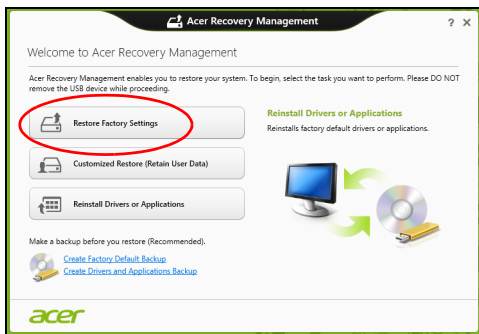 Acer Recovery Management
? X
Welcome to Acer Recovery Management
Acer Recovery Management enables you to restore your system. To begin, select the task you want to perform. Please DO NOT
remove the USB device while proceeding.
Restore Factory Settings
Customized Restore (Retain User Data)
Reinstall Drivers or Applications
Reinstall Drivers or Applications
Reinstalls factory default drivers or applications.
Make a backup before you restore (Recommended).
Create Factory Default Backup
Create Drivers and Applications Backup
acer